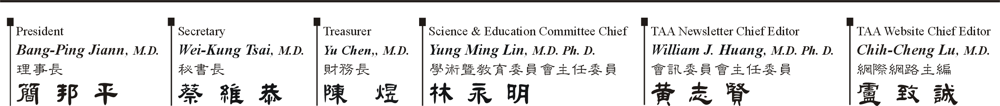 President
Bang-Ping Jiann, M.D.
理事長
簡 邦 平
Secretary
Wei-Kung Tsai, M.D.
秘書長
蔡 維 恭
Treasurer
Yu Chen,, M.D.
財務長
陳 煜
Science & Education Committee Chief
Yung Ming Lin, M.D. Ph. D.
學術暨教育委員會主任委員
林 永 明
TAA Newsletter Chief Editor
William J. Huang, M.D. Ph. D.
會訊委員會主任委員
黃 志 賢
TAA Website Chief Editor
Chih-Cheng Lu, M.D.
網際網路主編
盧 致 誠